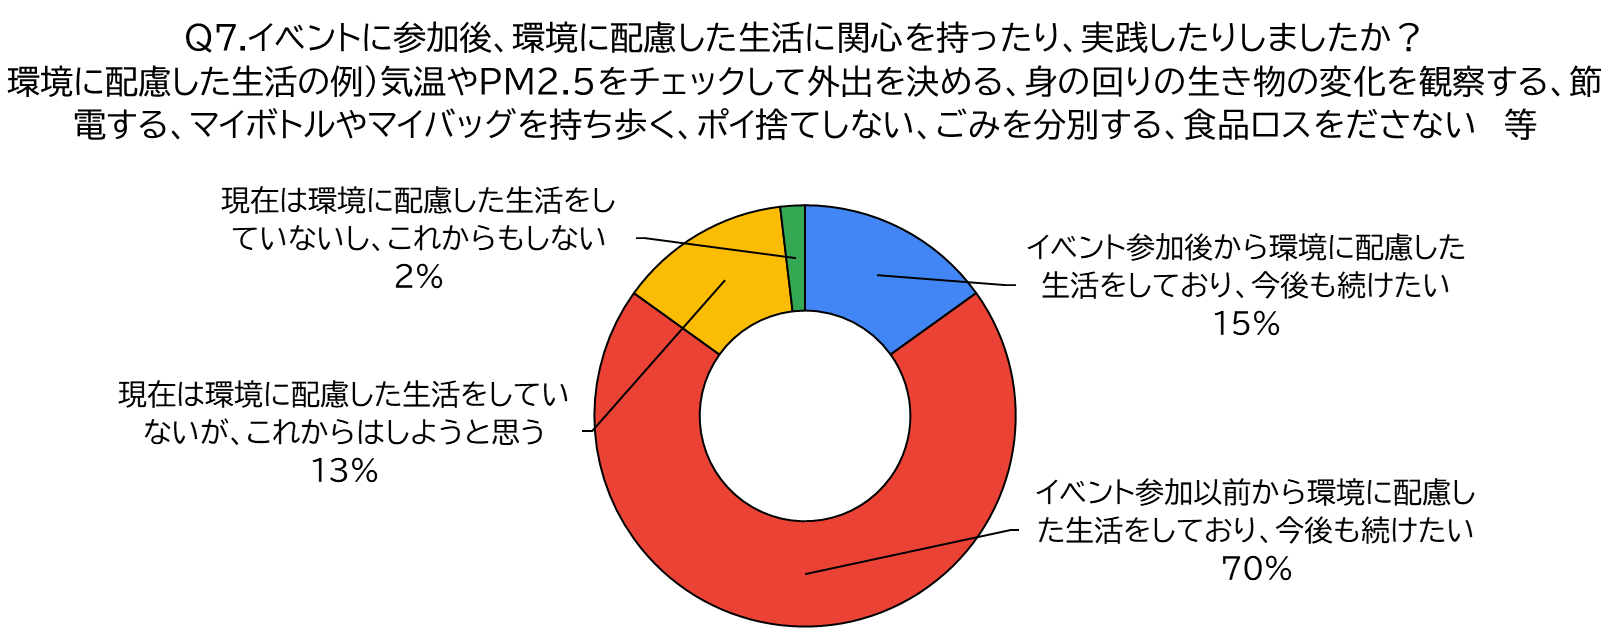 Q7.イベントに参加後、環境に配慮した生活に関心を持ったり、実践したりしましたか？
環境に配慮した生活の例）気温やPM2.5をチェックして外出を決める、身の回りの生き物の変化を観察する、節
電する、マイボトルやマイバッグを持ち歩く、ポイ捨てしない、ごみを分別する、食品ロスをださない　等
現在は環境に配慮した生活をし
ていないし、これからもしない
2%
イベント参加後から環境に配慮した
生活をしており、今後も続けたい
15%
現在は環境に配慮した生活をしてい
ないが、これからはしようと思う
13%
イベント参加以前から環境に配慮し
た生活をしており、今後も続けたい
70%